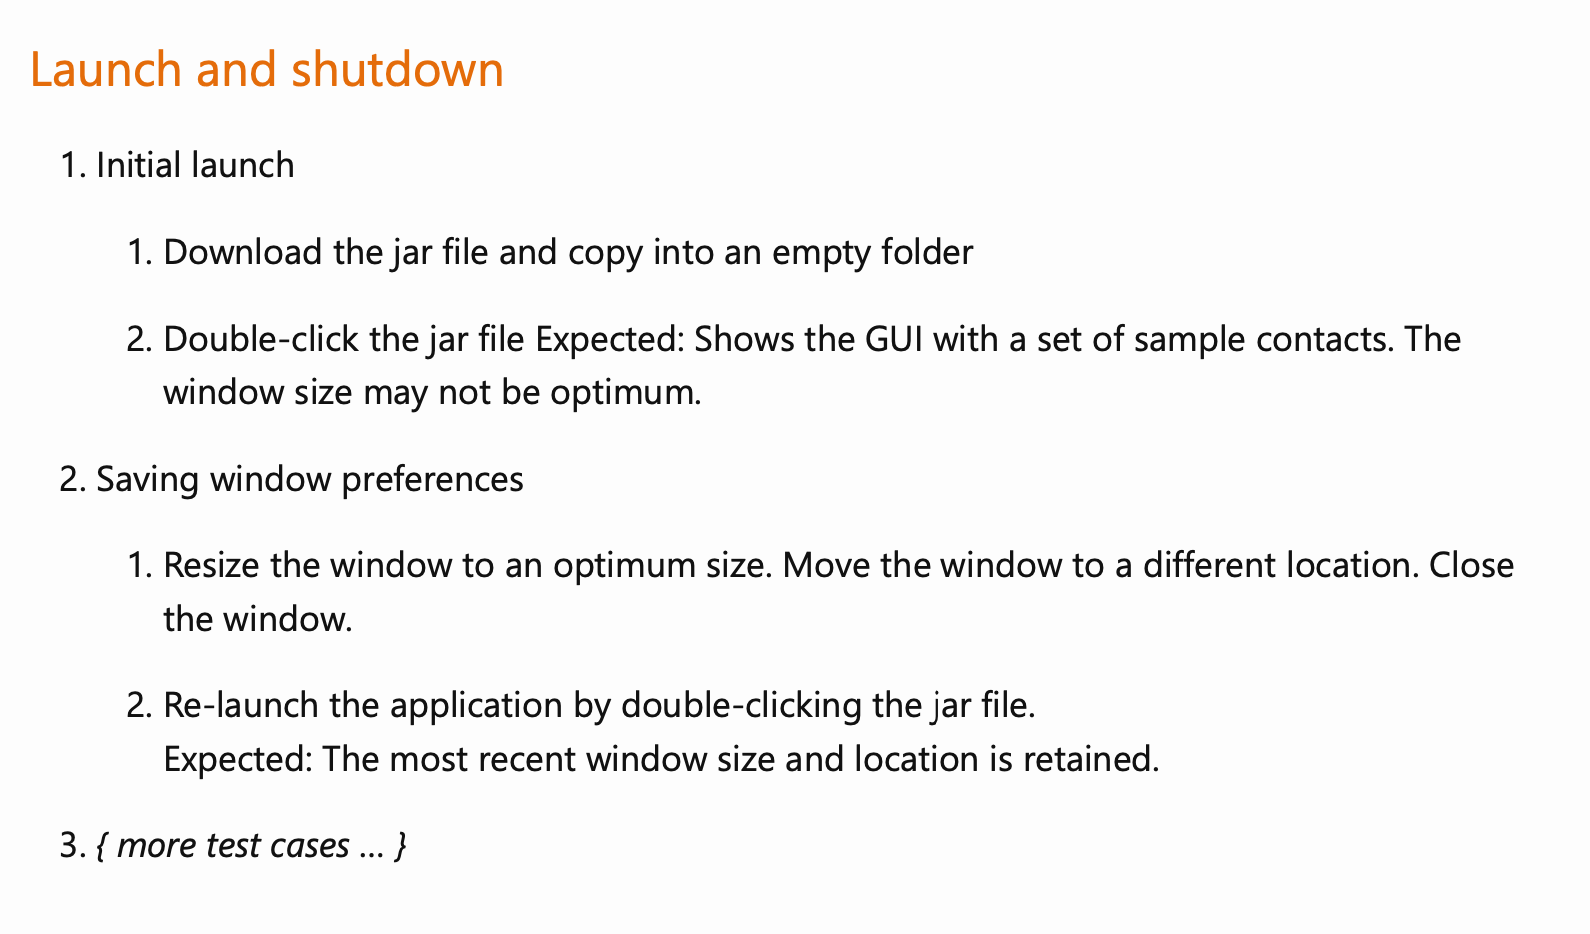 Launch and shutdown
1. Initial launch
1. Download the jar file and copy into an empty folder
2. Double-click the jar file Expected: Shows the GUI with a set of sample contacts. The
window size may not be optimum.
2. Saving window preferences
1. Resize the window to an optimum size. Move the window to a different location. Close
the window.
2. Re-launch the application by double-clicking the jar file.
Expected: The most recent window size and location is retained.
3. { more test cases … }